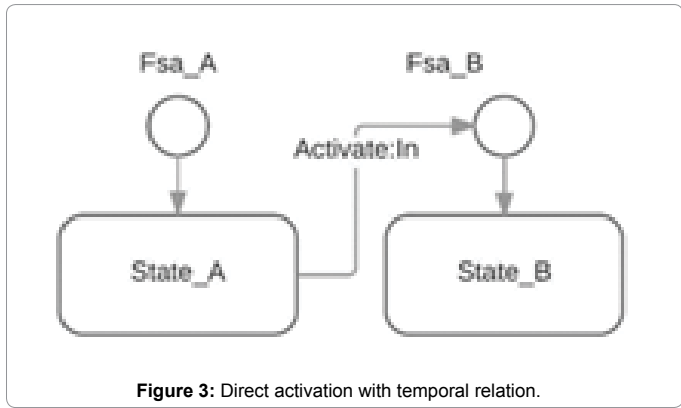 Fsa_A
Fsa_B
Activate:In
State_A
State_B
Figure 3: Direct activation with temporal relation.